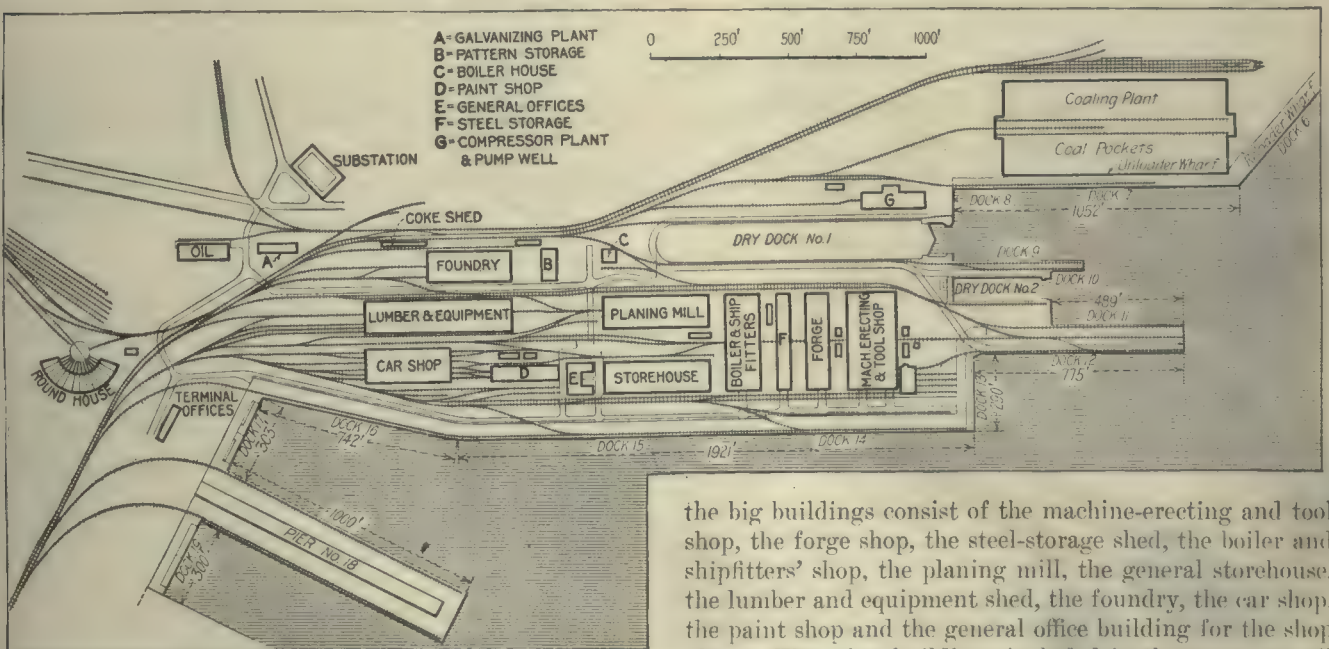 A=GALVANIZING PLANT
B=PATTERN STORAGE
C=BOILER HOUSE
D=PAINT SHOP
E=GENERAL OFFICES
F=STEEL STORAGE
G=COMPRESSOR PLANT
& PUMP WELL
0 250' 500' 750' 1000'
Coaling Plant
Coal Pockets
Unloader Wharf
Unloader Wharf
DOCK 6
SUBSTATION
COKE SHED
OIL
A
FOUNDRY
B
C
DRY DOCK No.1
G
DOCK 8
DOCK 7
1052'
DOCK 9
DOCK 10
DRY DOCK No.2
489'
DOCK 11
LUMBER & EQUIPMENT
PLANING MILL
BOILER & SHIP
FITTERS
F
FORGE
MACH ERECTING
& TOOL SHOP
DOCK 12
775'
CAR SHOP
D
E
STOREHOUSE
DOCK 13
200'
ROUND HOUSE
TERMINAL
OFFICES
DOCK 17
303'
DOCK 16
742'
DOCK 15
1921'
DOCK 14
1000'
PIER No. 18
DOCK 19
300'
the big buildings consist of the machine-erecting and tool
shop, the forge shop, the steel-storage shed, the boiler and
shipfitters' shop, the planing mill, the general storehouse,
the lumber and equipment shed, the foundry, the car shop,
the paint shop and the general office building for the shop